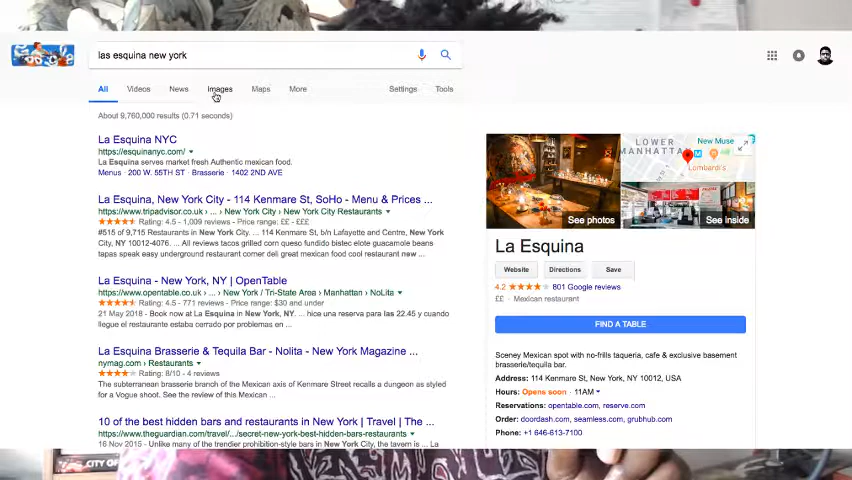 las esquina new york
All Videos News Images Maps More Settings Tools
About 9,760,000 results (0.71 seconds)
La Esquina NYC
https://esquinanyc.com/
La Esquina serves market fresh Authentic mexican food.
Menus - 200 W. 55TH ST - Brasserie - 1402 2ND AVE
La Esquina, New York City - 114 Kenmare St, SoHo - Menu & Prices ...
https://www.tripadvisor.co.uk › ... › New York City › New York City Restaurants
Rating: 4.5 - 1,009 reviews - Price range: ££ - £££
#515 of 9,715 Restaurants in New York City. ... 114 Kenmare St, b/n Lafayette and Centre, New York
City, NY 10012-4076. ... All reviews tacos grilled corn queso fundido bistec elote guacamole beans
tapas speak easy underground restaurant corner deli great mexican food cool restaurant now ...
La Esquina - New York, NY | OpenTable
https://www.opentable.co.uk › ... › New York / Tri-State Area › Manhattan › NoLita
Rating: 4.5 - 771 reviews - Price range: $30 and under
21 May 2018 - Book now at La Esquina in New York, NY. ... hice una reserva para las 22.45 y cuando
llegue el restaurante estaba cerrado por problemas en ...
La Esquina Brasserie & Tequila Bar - Nolita - New York Magazine ...
nymag.com › Restaurants
Rating: 8/10 - 4 reviews
The subterranean brasserie branch of the Mexican axis of Kenmare Street recalls a dungeon as styled
for a Vogue shoot. See the review of this Mexican ...
10 of the best hidden bars and restaurants in New York | Travel | The ...
https://www.theguardian.com/travel/.../secret-new-york-best-hidden-bars-restaurants
16 Nov 2015 - Unlike many of the trendier prohibition-style bars in New York City, the tavern is ... La
LOWER
MANHATTAN
New Muse
Lombardi's
See photos
See inside
La Esquina
Website Directions Save
4.2 801 Google reviews
££ · Mexican restaurant
FIND A TABLE
Sceney Mexican spot with no-frills taqueria, cafe & exclusive basement
brasserie/tequila bar.
Address: 114 Kenmare St, New York, NY 10012, USA
Hours: Opens soon · 11AM
Reservations: opentable.com, reserve.com
Order: doordash.com, seamless.com, grubhub.com
Phone: +1 646-613-7100
CITY OF